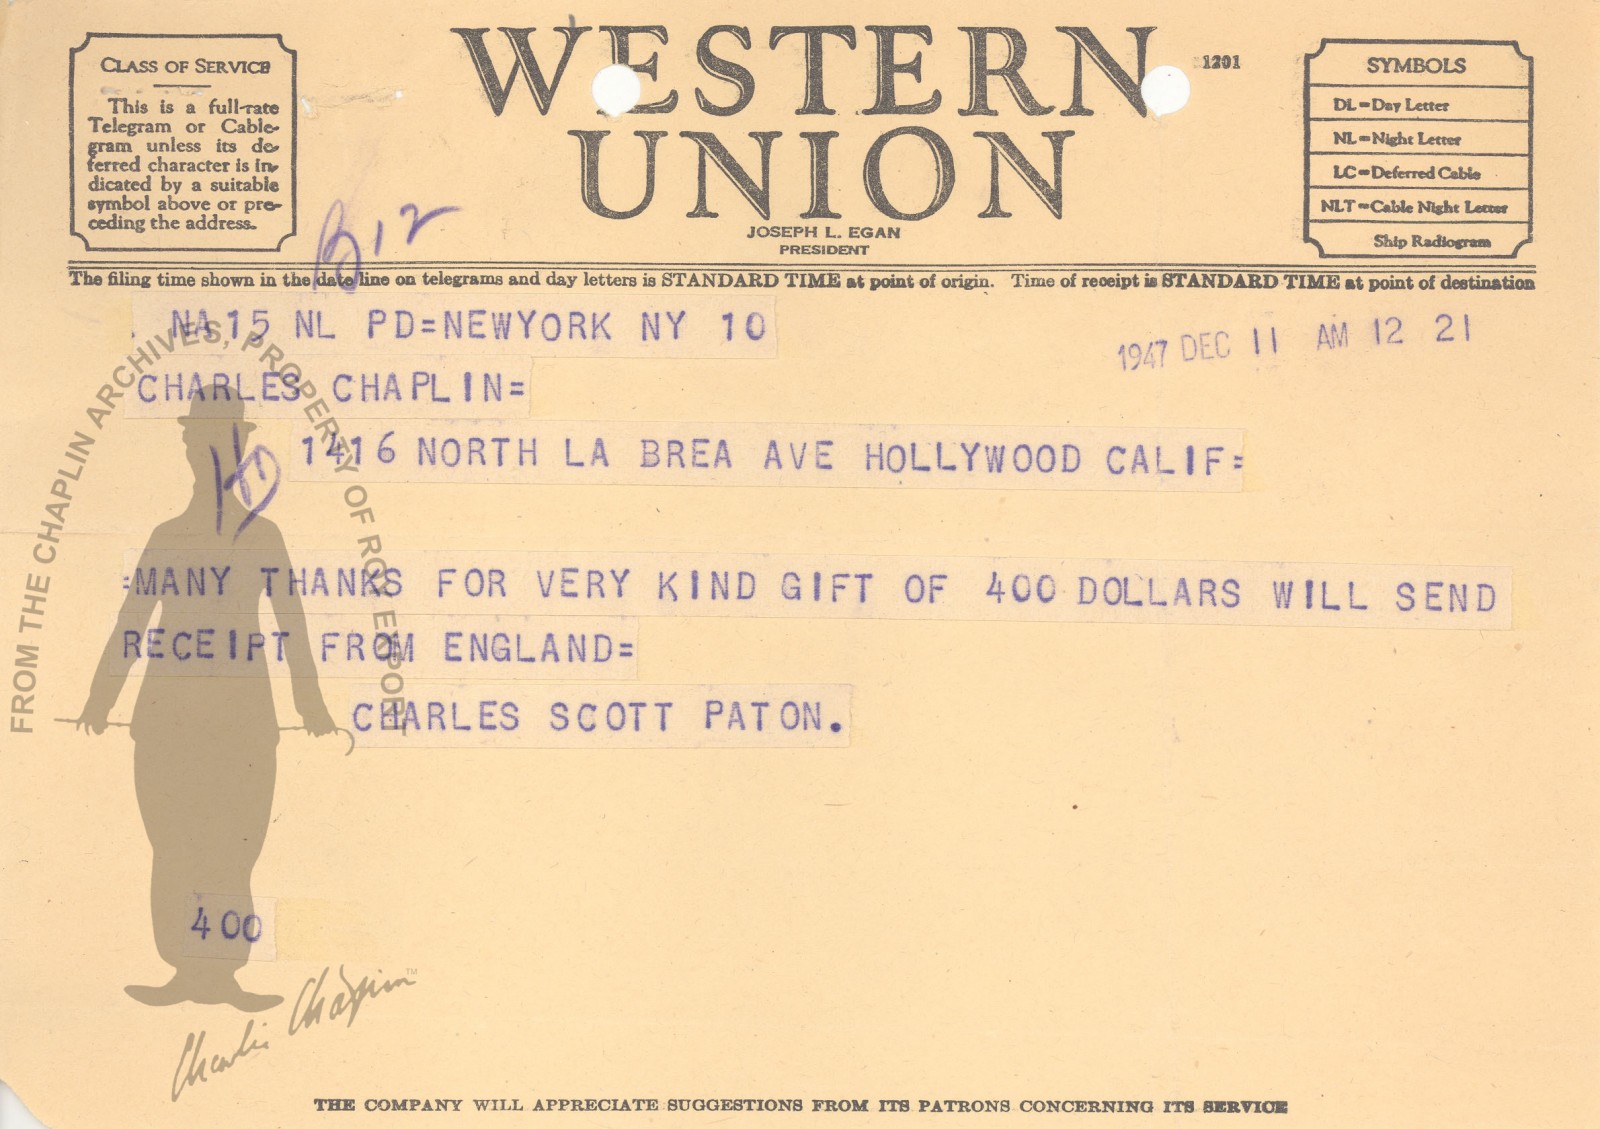 CLASS OF SERVICE
This is a full-rate
Telegram or Cable-
gram unless its de-
ferred character is in-
dicated by a suitable
symbol above or pre-
ceding the address.
WESTERN
UNION
1201
JOSEPH L. EGAN
PRESIDENT
SYMBOLS
DL=Day Letter
NL=Night Letter
LC=Deferred Cable
NLT=Cable Night Letter
Ship Radiogram
B12
The filing time shown in the date line on telegrams and day letters is STANDARD TIME at point of origin. Time of receipt is STANDARD TIME at point of destination
. NA15 NL PD=NEWYORK NY 10
1947 DEC 11 AM 12 21
CHARLES CHAPLIN=
1416 NORTH LA BREA AVE HOLLYWOOD CALIF=
=MANY THANKS FOR VERY KIND GIFT OF 400 DOLLARS WILL SEND
RECEIPT FROM ENGLAND=
CHARLES SCOTT PATON.
400
FROM THE CHAPLIN ARCHIVES, PROPERTY OF ROY EXPORT
Charlie Chaplin™
THE COMPANY WILL APPRECIATE SUGGESTIONS FROM ITS PATRONS CONCERNING ITS SERVICE